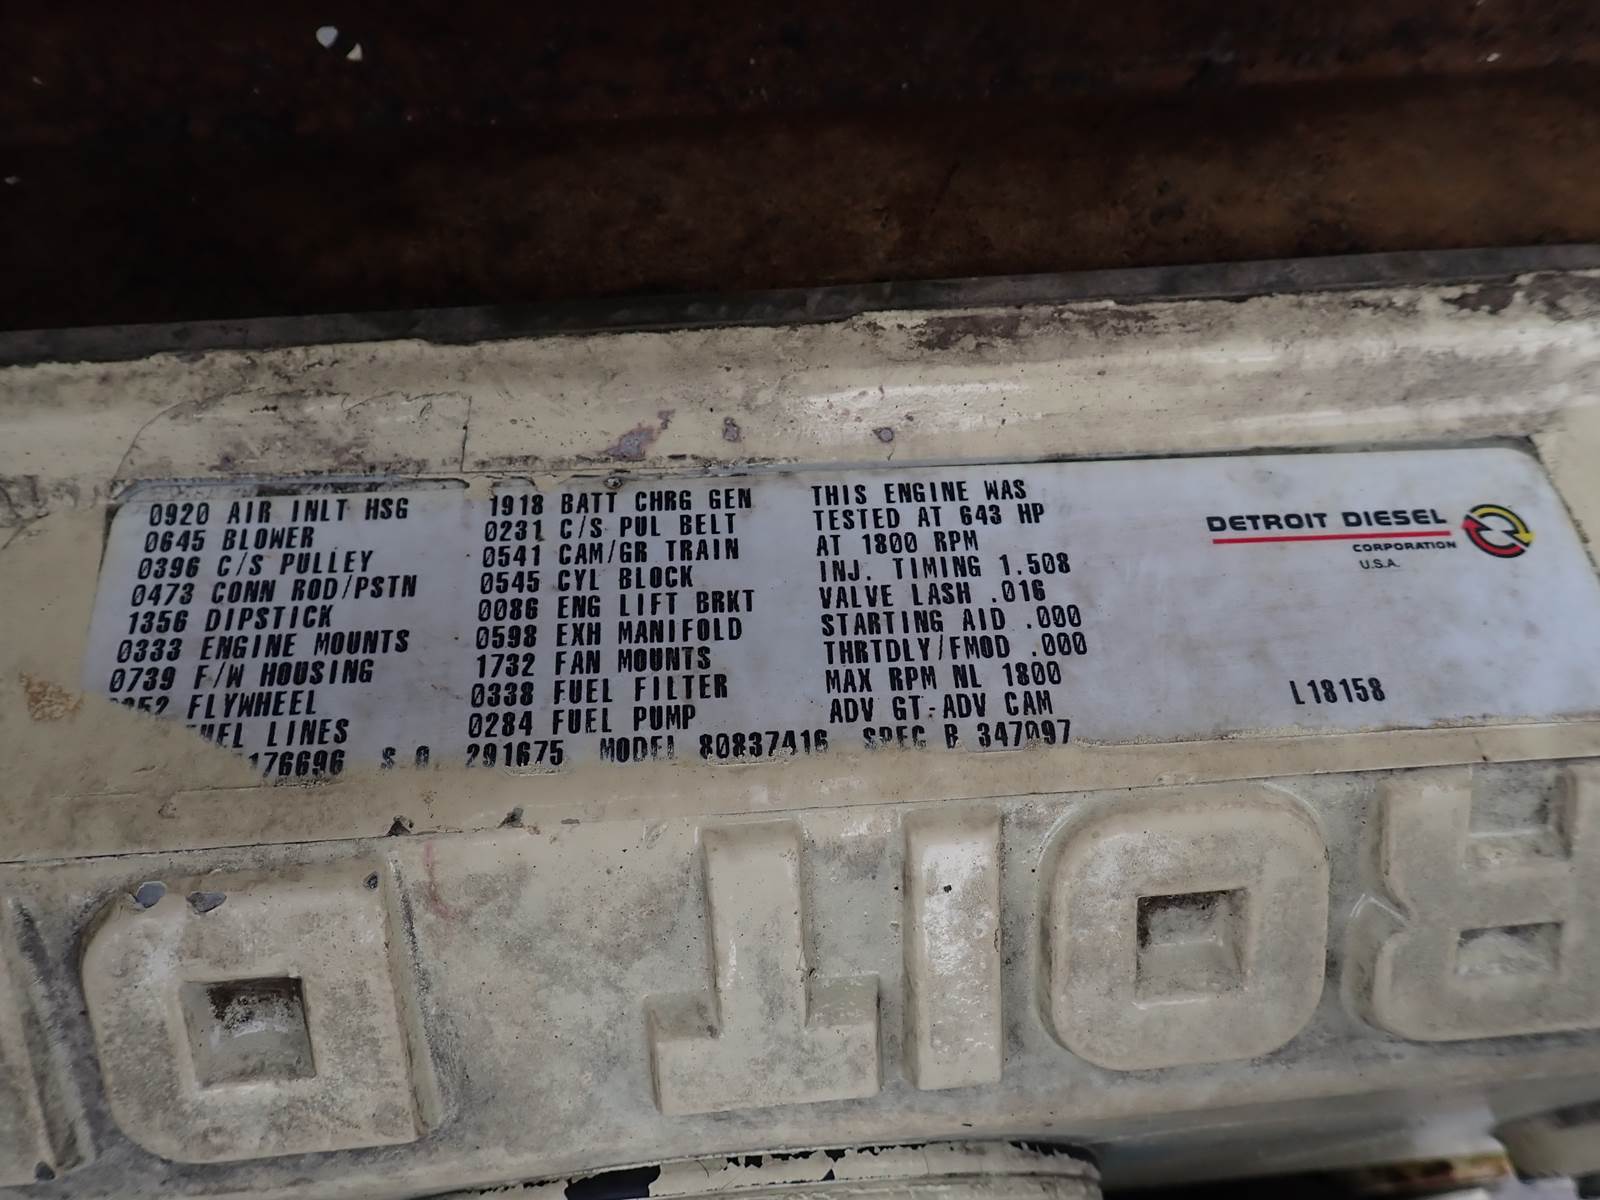 0920 AIR INLT HSG
0645 BLOWER
0396 C/S PULLEY
0473 CONN ROD/PSTN
1356 DIPSTICK
0333 ENGINE MOUNTS
0739 F/W HOUSING
FLYWHEEL
LINES
1918 BATT CHRG GEN
0231 C/S PUL BELT
0541 CAM/GR TRAIN
0545 CYL BLOCK
0086 ENG LIFT BRKT
0598 EXH MANIFOLD
1732 FAN MOUNTS
0338 FUEL FILTER
0284 FUEL PUMP
176696 S.O. 291675 MODEL 80837416 SPEC B 347097
THIS ENGINE WAS
TESTED AT 643 HP
AT 1800 RPM
INJ. TIMING 1.508
VALVE LASH .016
STARTING AID .000
THRTDLY/FMOD .000
MAX RPM NL 1800
ADV GT-ADV CAM
DETROIT DIESEL
CORPORATION
U.S.A.
L18158
ROIT D